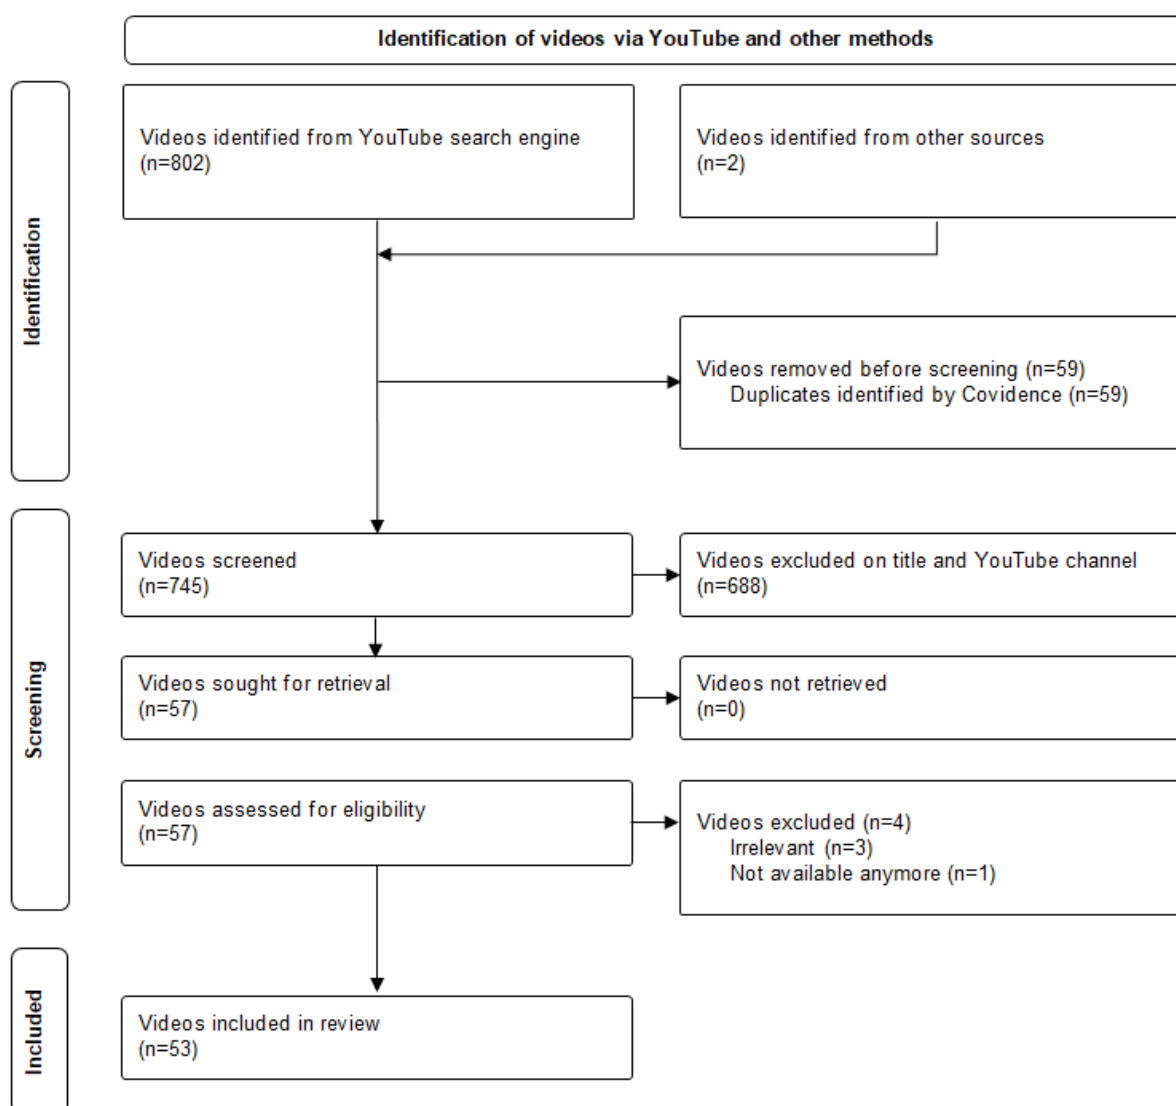 Identification of videos via YouTube and other methods
Identification
Videos identified from YouTube search engine
(n=802)
Videos identified from other sources
(n=2)
Videos removed before screening (n=59)
Duplicates identified by Covidence (n=59)
Screening
Videos screened
(n=745)
Videos excluded on title and YouTube channel
(n=688)
Videos sought for retrieval
(n=57)
Videos not retrieved
(n=0)
Videos assessed for eligibility
(n=57)
Videos excluded (n=4)
Irrelevant (n=3)
Not available anymore (n=1)
Included
Videos included in review
(n=53)